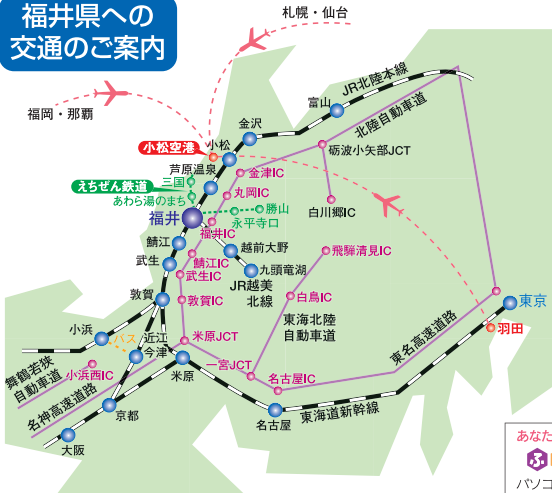 福井県への
交通のご案内
札幌・仙台
福岡・那覇
富山
JR北陸本線
北陸自動車道
金沢
小松空港
小松
砺波小矢部JCT
芦原温泉
金津IC
えちぜん鉄道
三国
丸岡IC
あわら湯のまち
勝山
白川郷IC
福井
永平寺口
福井IC
鯖江
越前大野
飛騨清見IC
武生
鯖江IC
九頭竜湖
武生IC
JR越美
北線
敦賀
敦賀IC
白鳥IC
東京
東海北陸
自動車道
羽田
小浜
バス
近江
今津
米原JCT
東名高速道路
舞鶴若狭
自動車道
小浜西IC
米原
一宮JCT
名古屋IC
名神高速道路
京都
東海道新幹線
名古屋
大阪
あなた
ふ
パソコ